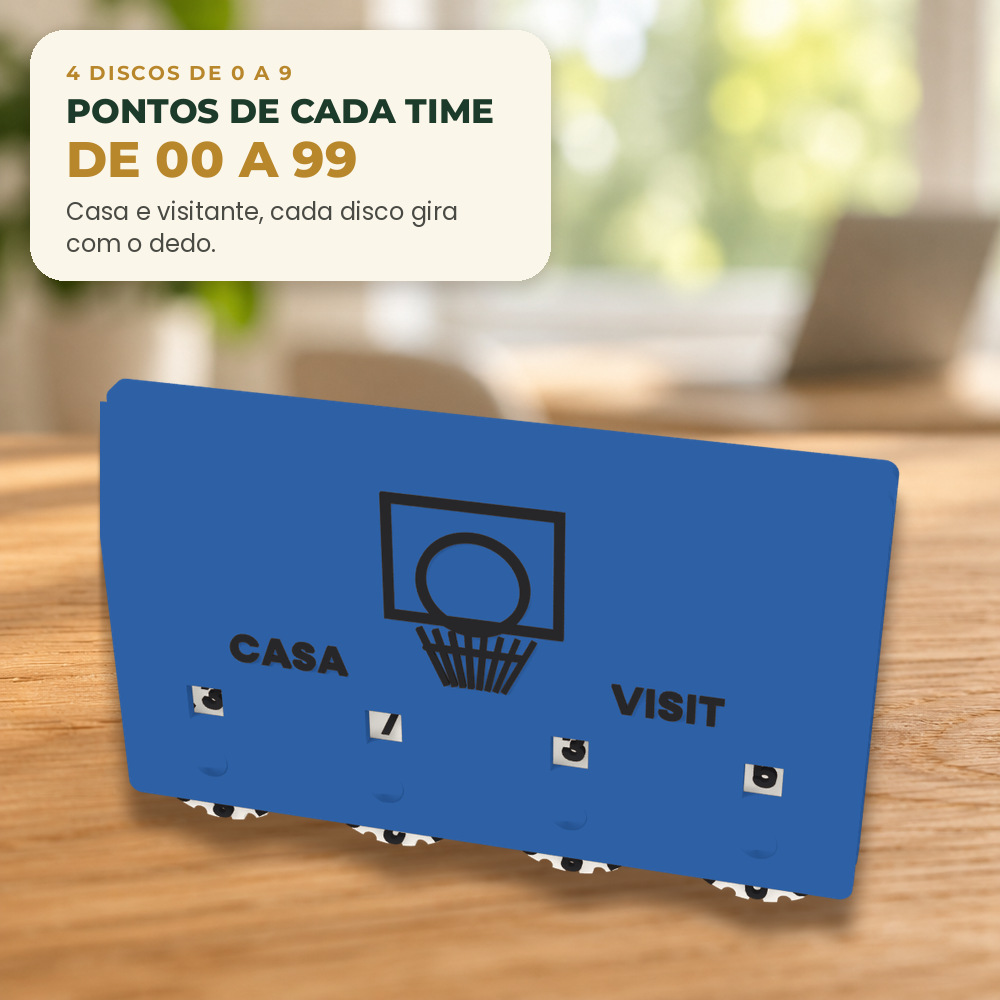 4 DISCOS DE 0 A 9
PONTOS DE CADA TIME
DE 00 A 99
Casa e visitante, cada disco gira
com o dedo.
CASA
VISIT
3